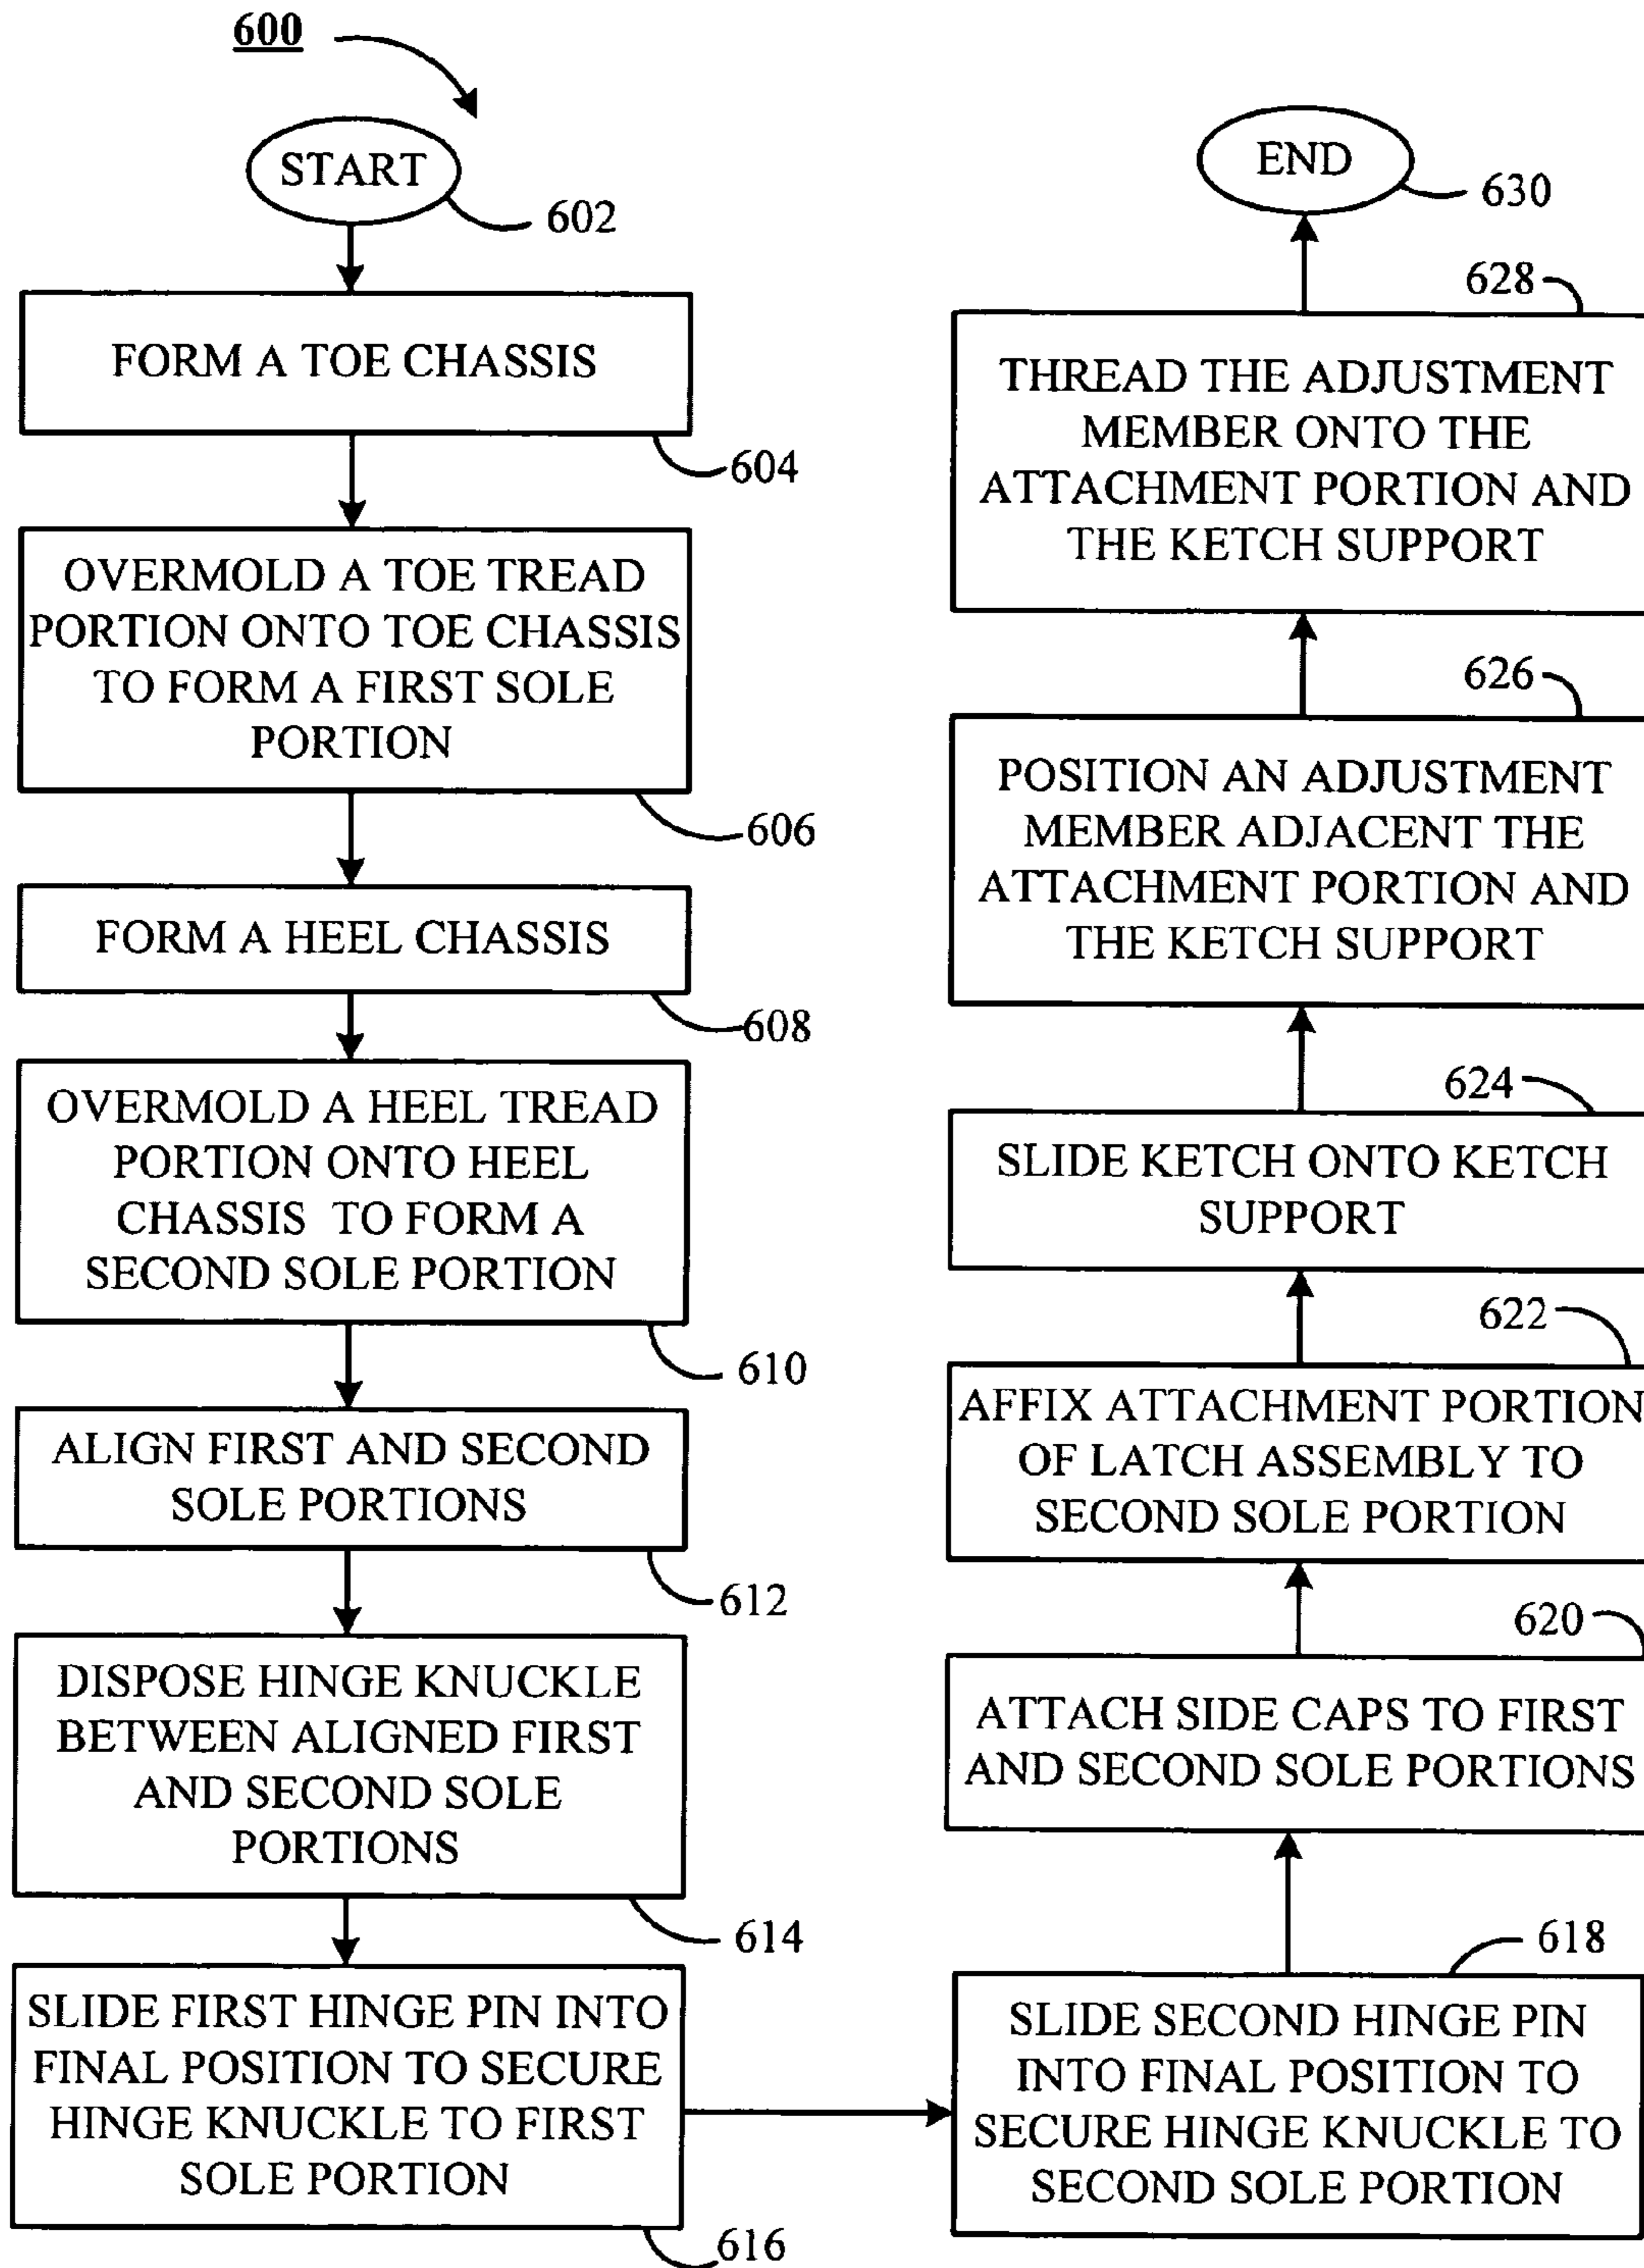 600
START
602
FORM A TOE CHASSIS
604
OVERMOLD A TOE TREAD
PORTION ONTO TOE CHASSIS
TO FORM A FIRST SOLE
PORTION
606
FORM A HEEL CHASSIS
608
OVERMOLD A HEEL TREAD
PORTION ONTO HEEL
CHASSIS TO FORM A
SECOND SOLE PORTION
610
ALIGN FIRST AND SECOND
SOLE PORTIONS
612
DISPOSE HINGE KNUCKLE
BETWEEN ALIGNED FIRST
AND SECOND SOLE
PORTIONS
614
SLIDE FIRST HINGE PIN INTO
FINAL POSITION TO SECURE
HINGE KNUCKLE TO FIRST
SOLE PORTION
616
618
SLIDE SECOND HINGE PIN
INTO FINAL POSITION TO
SECURE HINGE KNUCKLE TO
SECOND SOLE PORTION
620
ATTACH SIDE CAPS TO FIRST
AND SECOND SOLE PORTIONS
622
AFFIX ATTACHMENT PORTION
OF LATCH ASSEMBLY TO
SECOND SOLE PORTION
624
SLIDE KETCH ONTO KETCH
SUPPORT
626
POSITION AN ADJUSTMENT
MEMBER ADJACENT THE
ATTACHMENT PORTION AND
THE KETCH SUPPORT
628
THREAD THE ADJUSTMENT
MEMBER ONTO THE
ATTACHMENT PORTION AND
THE KETCH SUPPORT
END
630